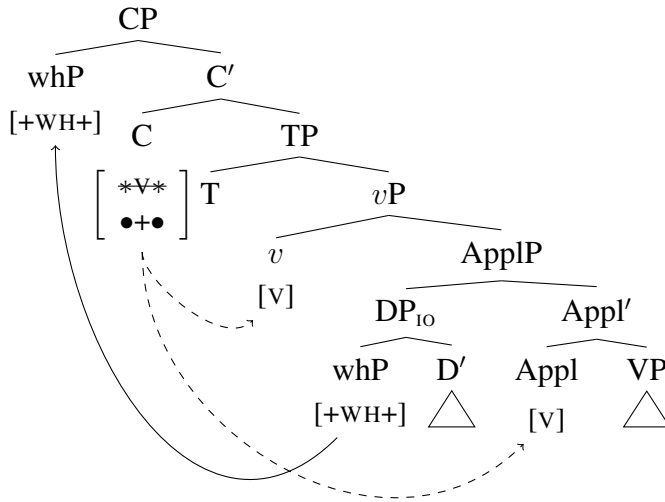 CP
whP C′
[+WH+]
C TP
[ *V* ] T vP
●+●
v ApplP
[V]
DP_IO Appl′
whP D′ Appl VP
[+WH+] [V]